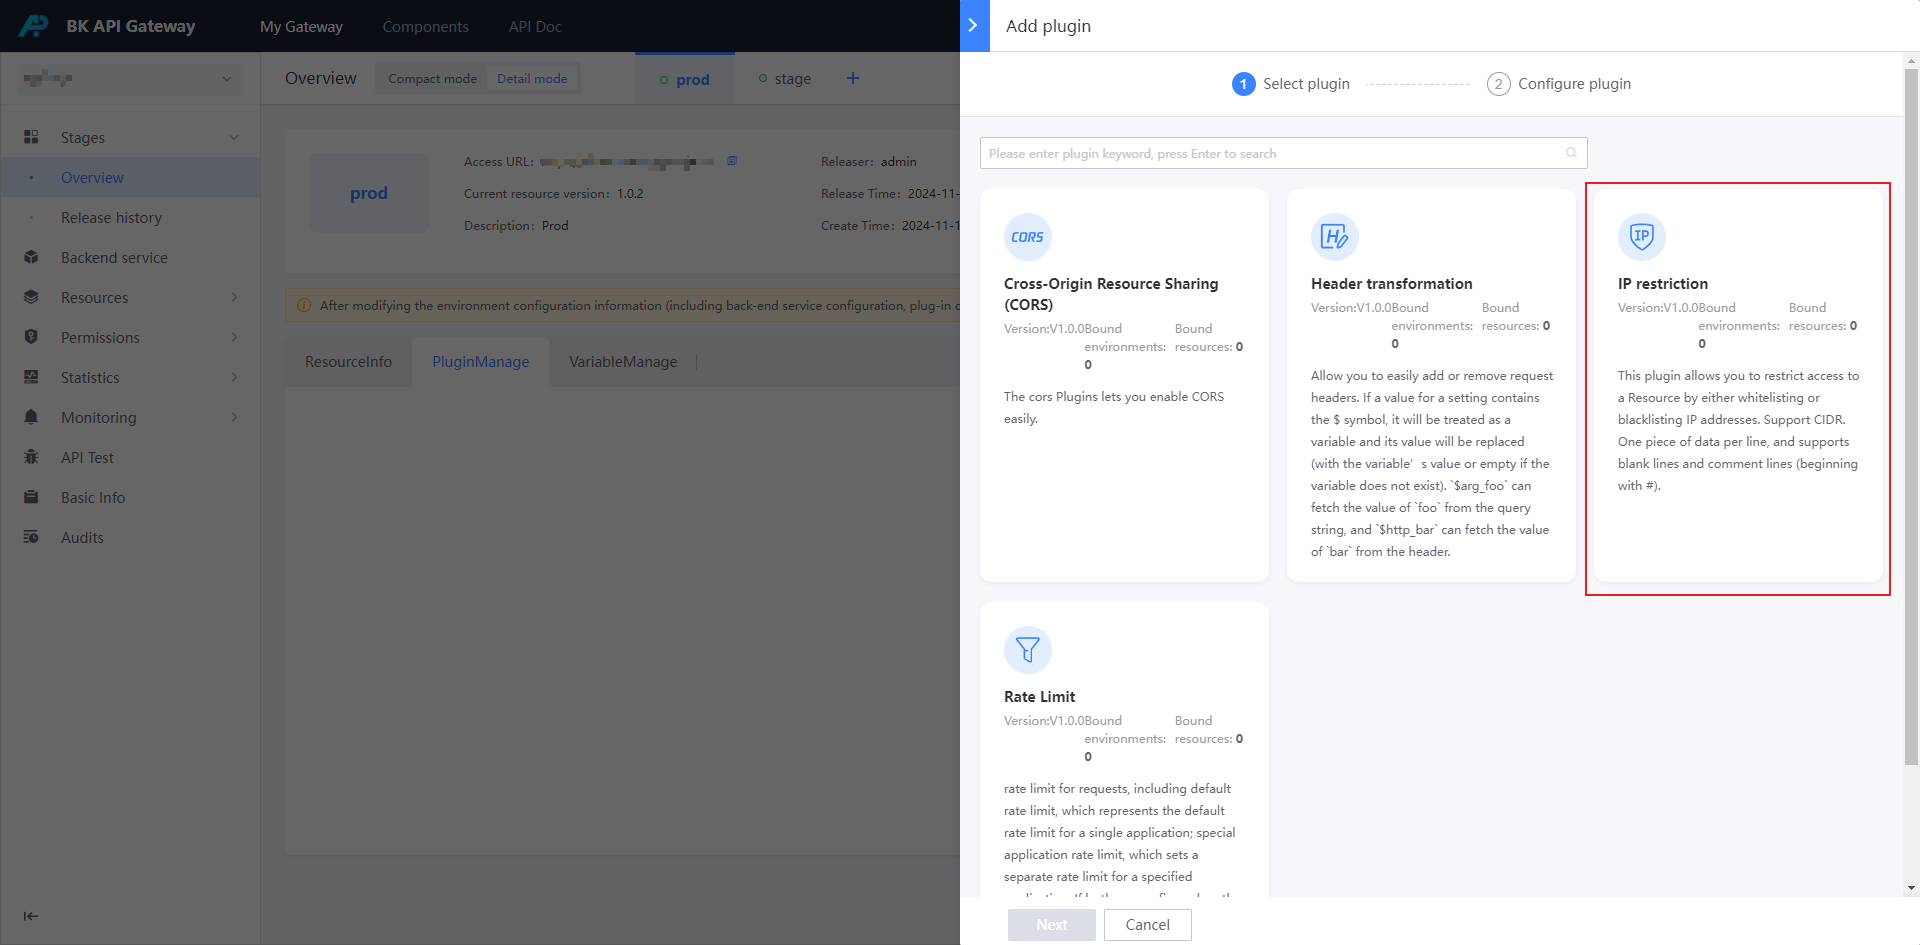 BK API Gateway
My Gateway
Components
API Doc
Overview
Compact mode
Detail mode
prod
stage
Stages
Overview
Release history
Backend service
Resources
Permissions
Statistics
Monitoring
API Test
Basic Info
Audits
prod
Access URL:
Current resource version: 1.0.2
Description: Prod
Releaser: admin
Release Time: 2024-11-
Create Time: 2024-11-1
After modifying the environment configuration information (including back-end service configuration, plug-in c
ResourceInfo
PluginManage
VariableManage
Add plugin
1 Select plugin
2 Configure plugin
Please enter plugin keyword, press Enter to search
CORS
Cross-Origin Resource Sharing
(CORS)
Version:V1.0.0
Bound
environments:
0
Bound
resources: 0
The cors Plugins lets you enable CORS
easily.
H
Header transformation
Version:V1.0.0
Bound
environments:
0
Bound
resources: 0
Allow you to easily add or remove request
headers. If a value for a setting contains
the $ symbol, it will be treated as a
variable and its value will be replaced
(with the variable’s value or empty if the
variable does not exist). `$arg_foo` can
fetch the value of `foo` from the query
string, and `$http_bar` can fetch the value
of `bar` from the header.
IP
IP restriction
Version:V1.0.0
Bound
environments:
0
Bound
resources: 0
This plugin allows you to restrict access to
a Resource by either whitelisting or
blacklisting IP addresses. Support CIDR.
One piece of data per line, and supports
blank lines and comment lines (beginning
with #).
Rate Limit
Version:V1.0.0
Bound
environments:
0
Bound
resources: 0
rate limit for requests, including default
rate limit, which represents the default
rate limit for a single application; special
application rate limit, which sets a
separate rate limit for a specified
Next
Cancel